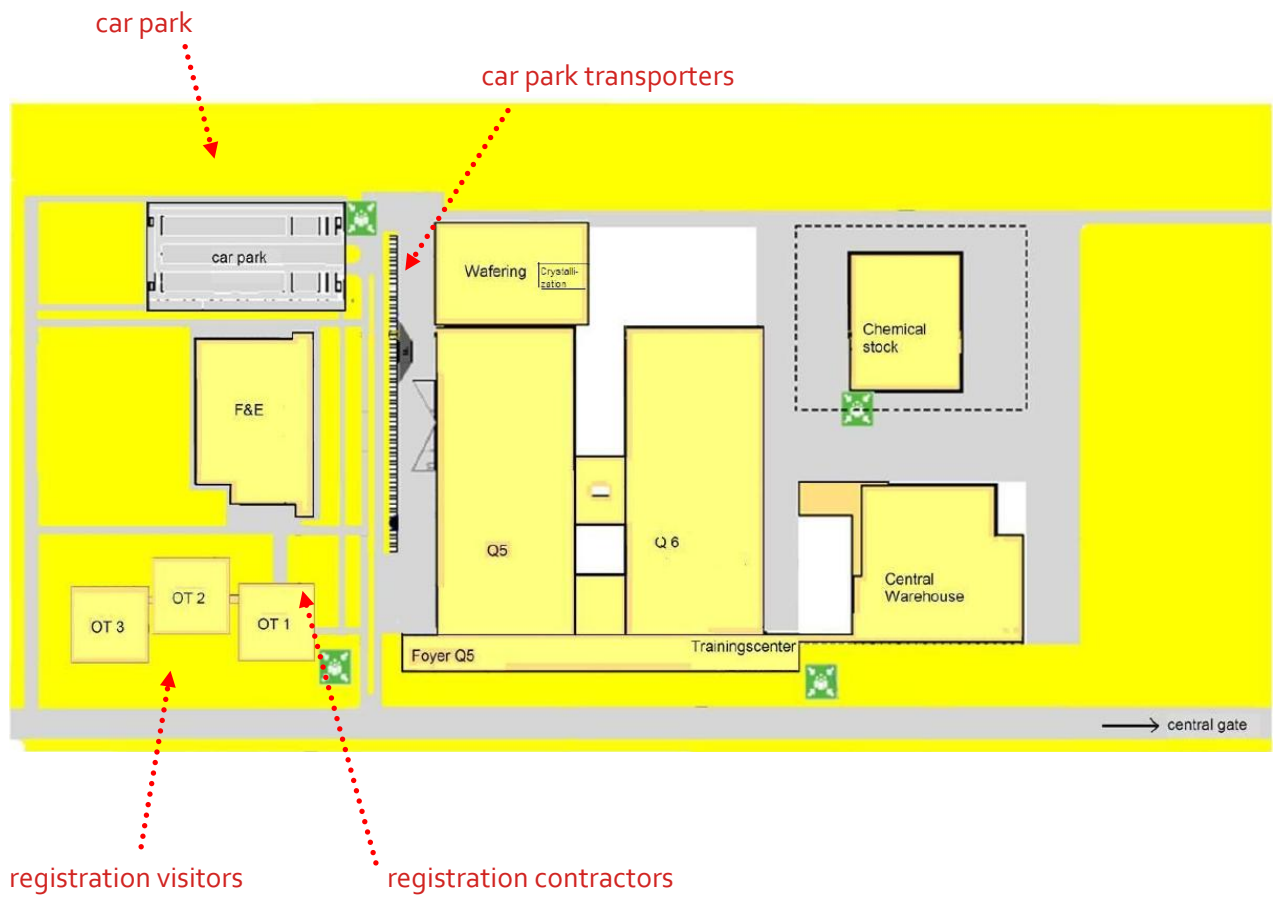 car park
car park transporters
car park
Wafering
Crystalli-
zation
Chemical
stock
F&E
Q5
Q 6
OT 2
OT 3
OT 1
Central
Warehouse
Foyer Q5
Trainingscenter
central gate
registration visitors
registration contractors